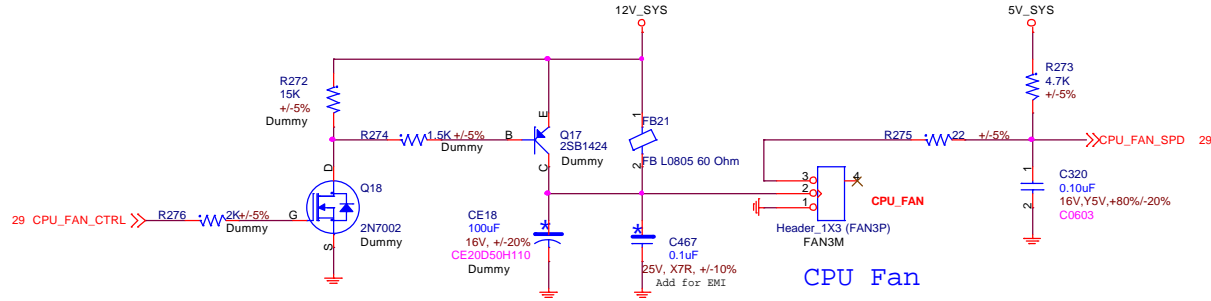 12V_SYS
5V_SYS
R272
15K
+/-5%
Dummy
R273
4.7K
+/-5%
R274
1.5K +/-5%
Dummy
B
E
C
Q17
2SB1424
Dummy
1
FB21
2
FB L0805 60 Ohm
R275
22
+/-5%
CPU_FAN_SPD 29
D
G
S
Q18
2N7002
Dummy
29 CPU_FAN_CTRL
R276
2K+/-5%
Dummy
3
2
1
4
CPU_FAN
Header_1X3 (FAN3P)
FAN3M
1
2
C320
0.10uF
16V,Y5V,+80%/-20%
C0603
*
CE18
100uF
16V, +/-20%
CE20D50H110
Dummy
*
C467
0.1uF
25V, X7R, +/-10%
Add for EMI
CPU Fan